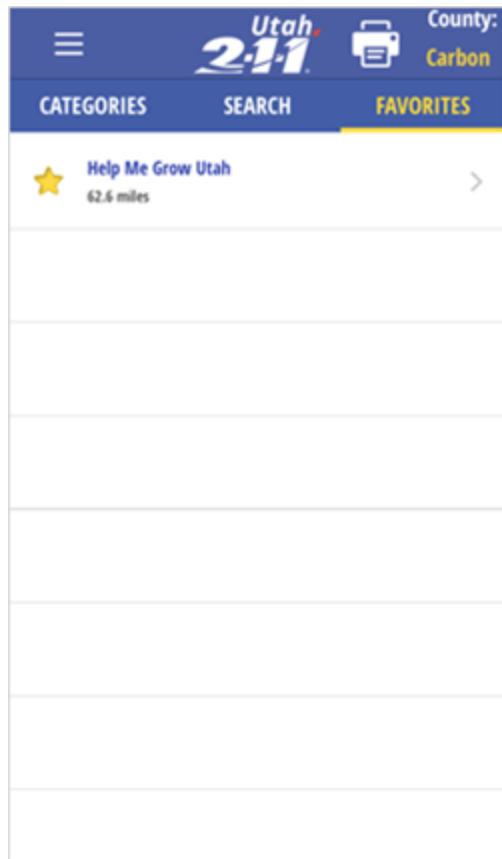 Utah
2-1-1
County:
Carbon
CATEGORIES SEARCH FAVORITES
Help Me Grow Utah
62.6 miles